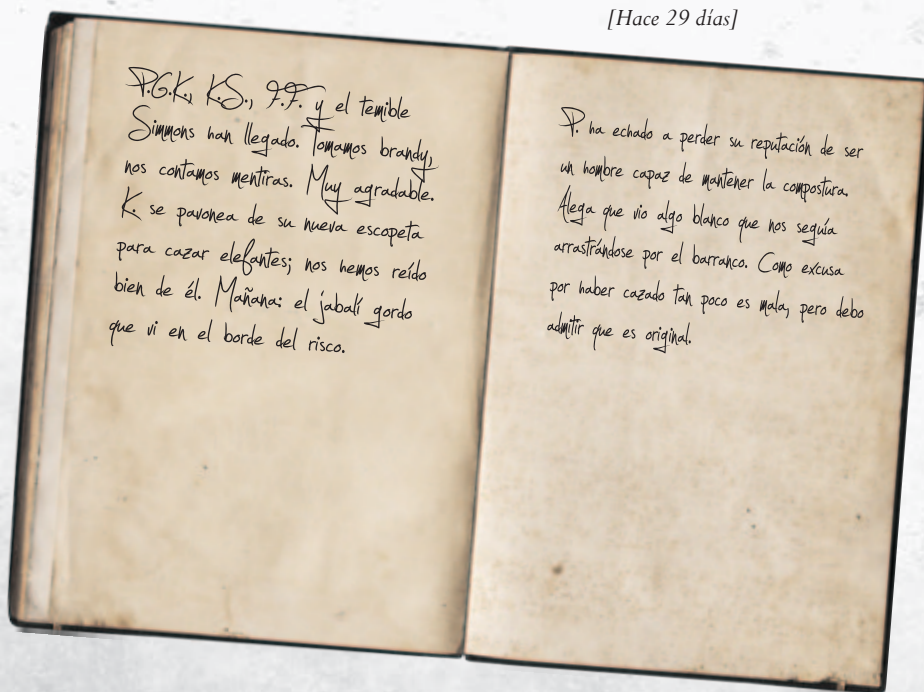 [Hace 29 días]
P.G.K., K.S., F.F. y el temible
Simmons han llegado. Tomamos brandy,
nos contamos mentiras. Muy agradable.
K. se pavonea de su nueva escopeta
para cazar elefantes; nos hemos reído
bien de él. Mañana: el jabalí gordo
que vi en el borde del risco.
P. ha echado a perder su reputación de ser
un hombre capaz de mantener la compostura.
Alega que vio algo blanco que nos seguía
arrastrándose por el barranco. Como excusa
por haber cazado tan poco es mala, pero debo
admitir que es original.